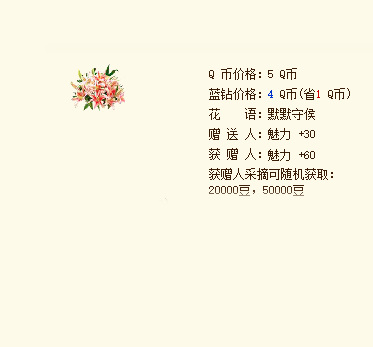 Q 币价格：5 Q币
蓝钻价格：4 Q币(省1 Q币)
花　　语：默默守侯
赠 送 人：魅力 +30
获 赠 人：魅力 +60
获赠人采摘可随机获取：
20000豆，50000豆